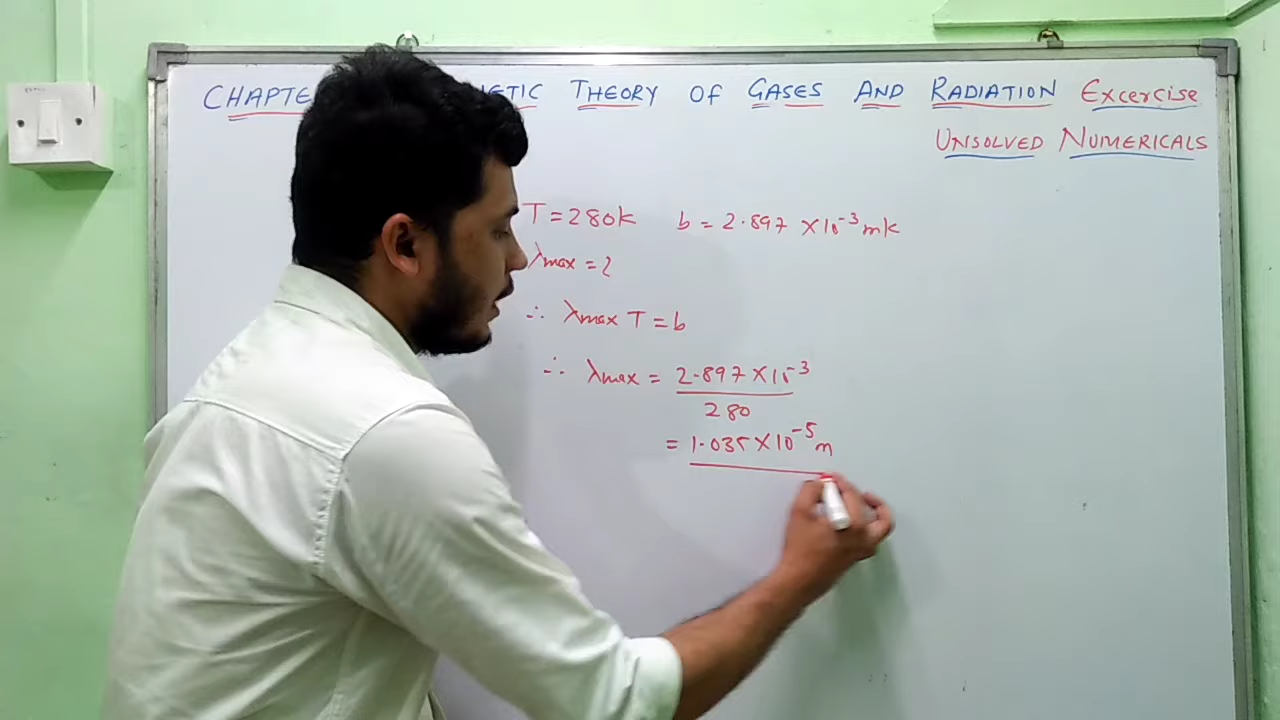 CHAPTE NETIC THEORY OF GASES AND RADIATION Excercise
UNSOLVED NUMERICALS
T = 280k b = 2.897 × 10⁻³ mk
λmax = ?
∴ λmax T = b
∴ λmax = 2.897 × 10⁻³
280
= 1.035 × 10⁻⁵ m